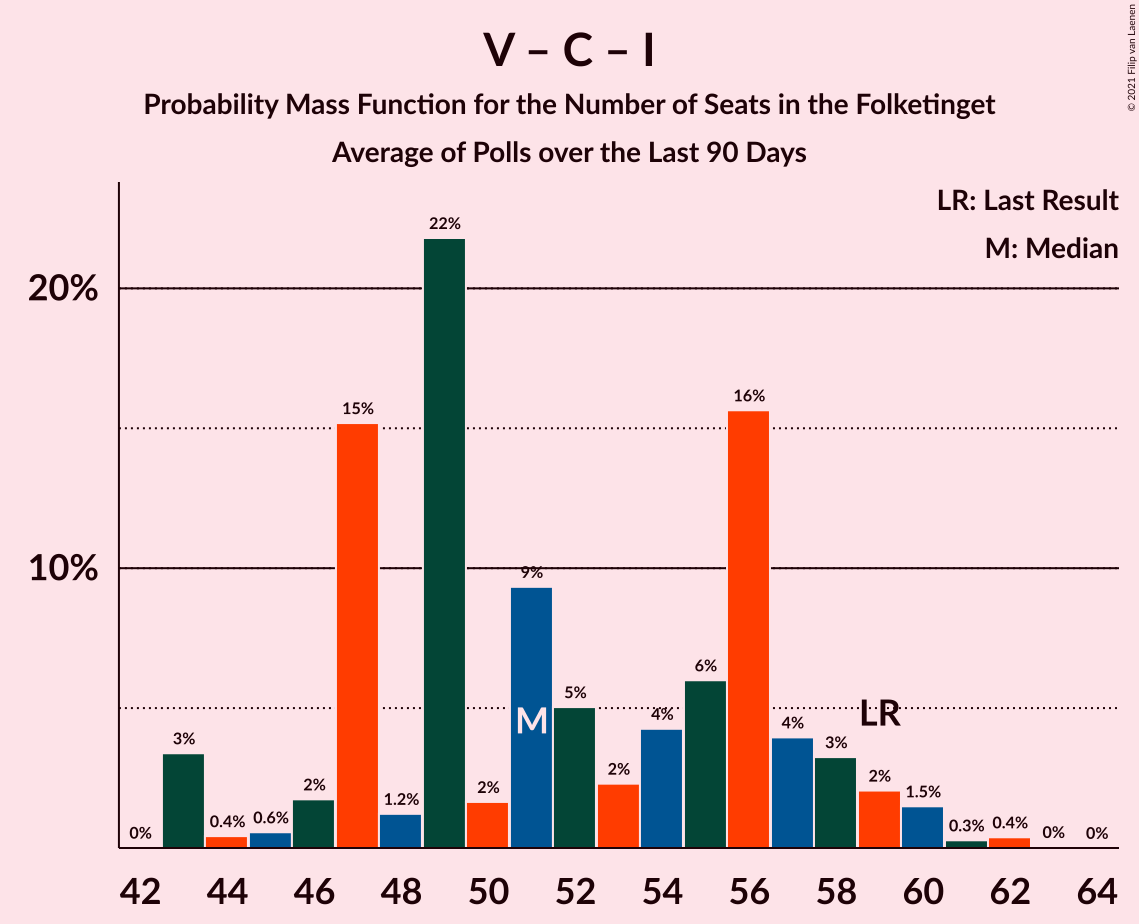 © 2021 Filip van Laenen
V – C – I
Probability Mass Function for the Number of Seats in the Folketinget
Average of Polls over the Last 90 Days
LR: Last Result
M: Median
20%
10%
0%
3%
0.4%
0.6%
2%
15%
1.2%
22%
2%
9%
5%
2%
4%
6%
16%
4%
3%
2%
1.5%
0.3%
0.4%
0%
0%
M
LR
42 44 46 48 50 52 54 56 58 60 62 64